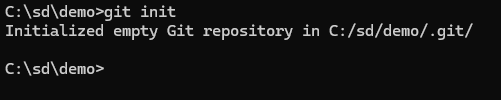 C:\sd\demo>git init
Initialized empty Git repository in C:/sd/demo/.git/
C:\sd\demo>